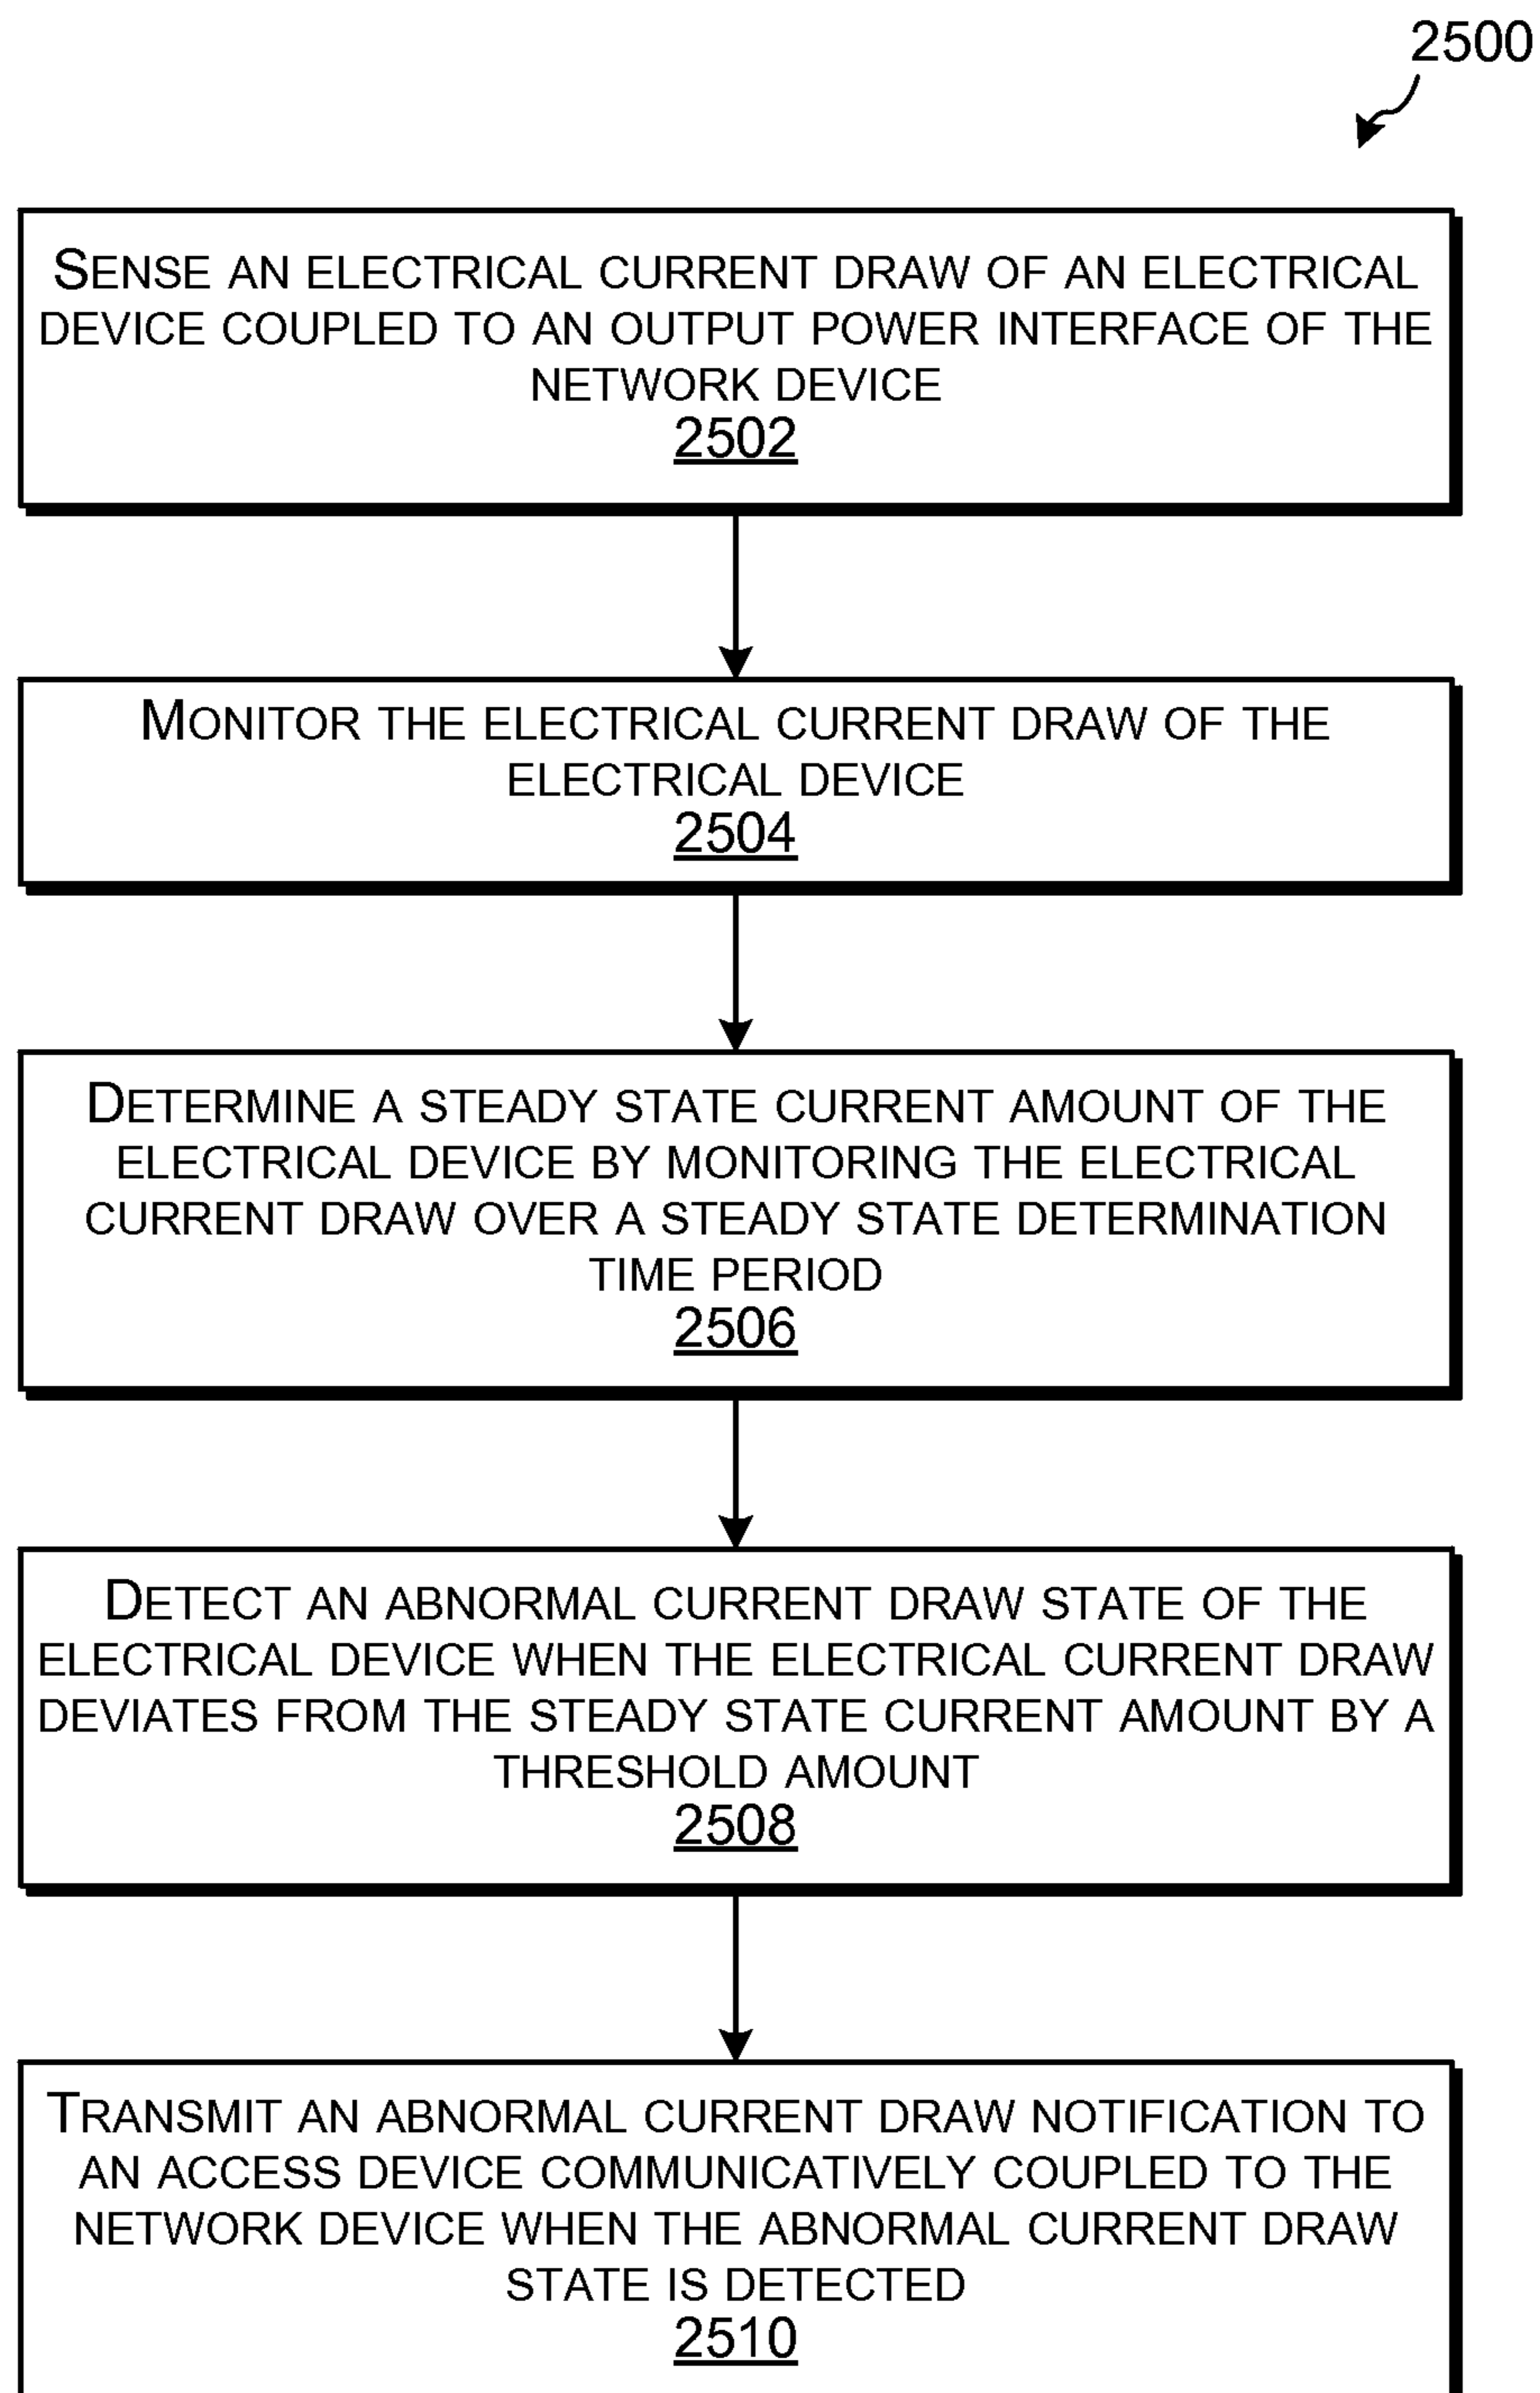 2500
SENSE AN ELECTRICAL CURRENT DRAW OF AN ELECTRICAL
DEVICE COUPLED TO AN OUTPUT POWER INTERFACE OF THE
NETWORK DEVICE
2502
MONITOR THE ELECTRICAL CURRENT DRAW OF THE
ELECTRICAL DEVICE
2504
DETERMINE A STEADY STATE CURRENT AMOUNT OF THE
ELECTRICAL DEVICE BY MONITORING THE ELECTRICAL
CURRENT DRAW OVER A STEADY STATE DETERMINATION
TIME PERIOD
2506
DETECT AN ABNORMAL CURRENT DRAW STATE OF THE
ELECTRICAL DEVICE WHEN THE ELECTRICAL CURRENT DRAW
DEVIATES FROM THE STEADY STATE CURRENT AMOUNT BY A
THRESHOLD AMOUNT
2508
TRANSMIT AN ABNORMAL CURRENT DRAW NOTIFICATION TO
AN ACCESS DEVICE COMMUNICATIVELY COUPLED TO THE
NETWORK DEVICE WHEN THE ABNORMAL CURRENT DRAW
STATE IS DETECTED
2510